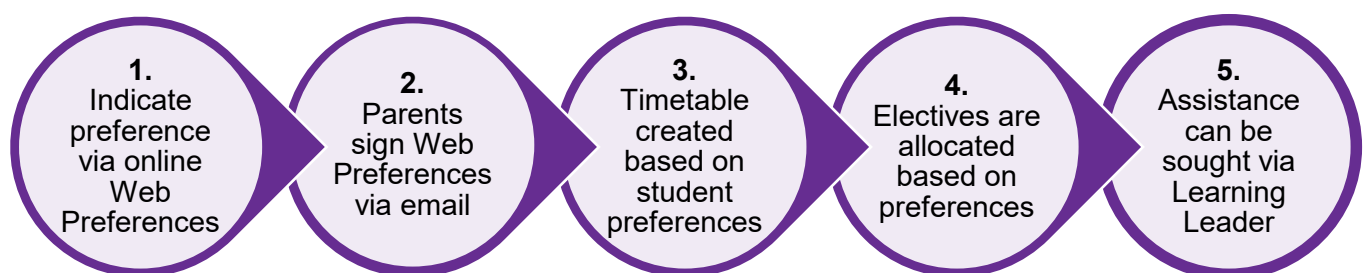 1.
Indicate
preference
via online
Web
Preferences
2.
Parents
sign Web
Preferences
via email
3.
Timetable
created
based on
student
preferences
4.
Electives are
allocated
based on
preferences
5.
Assistance
can be
sought via
Learning
Leader